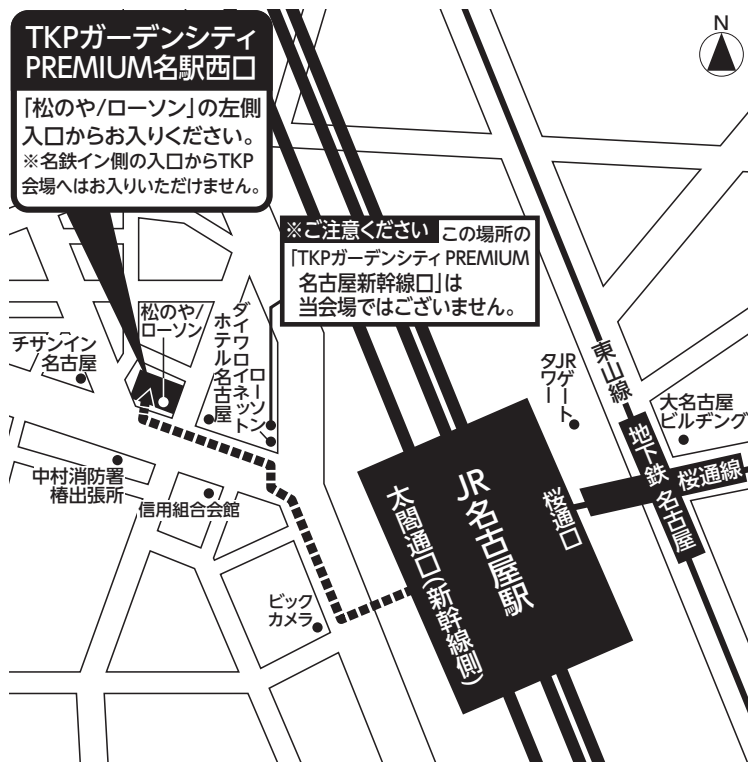 TKPガーデンシティ
PREMIUM名駅西口
「松のや/ローソン」の左側
入口からお入りください。
※名鉄イン側の入口からTKP
会場へはお入りいただけません。
N
※ご注意ください この場所の
「TKPガーデンシティ PREMIUM
名古屋新幹線口」は
当会場ではございません。
松のや/
ローソン
チサンイン
名古屋
ダイワロイネット
ホテル名古屋
ローソン
JRゲート
タワー
東山線
大名古屋
ビルヂング
地下鉄 名古屋
桜通線
中村消防署
椿出張所
信用組合会館
ビック
カメラ
太閤通口(新幹線側)
JR名古屋駅
桜通口